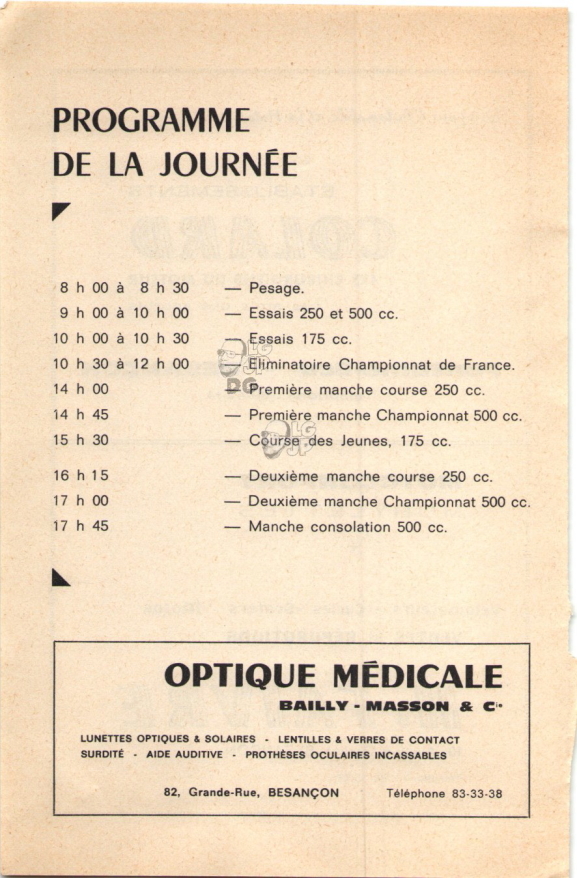 PROGRAMME
DE LA JOURNÉE
8 h 00 à 8 h 30 — Pesage.
9 h 00 à 10 h 00 — Essais 250 et 500 cc.
10 h 00 à 10 h 30 — Essais 175 cc.
10 h 30 à 12 h 00 — Eliminatoire Championnat de France.
14 h 00 — Première manche course 250 cc.
14 h 45 — Première manche Championnat 500 cc.
15 h 30 — Course des Jeunes, 175 cc.
16 h 15 — Deuxième manche course 250 cc.
17 h 00 — Deuxième manche Championnat 500 cc.
17 h 45 — Manche consolation 500 cc.
LG
JP
DG
LG
JP
OPTIQUE MÉDICALE
BAILLY - MASSON & Cie
LUNETTES OPTIQUES & SOLAIRES - LENTILLES & VERRES DE CONTACT
SURDITÉ - AIDE AUDITIVE - PROTHÈSES OCULAIRES INCASSABLES
82, Grande-Rue, BESANÇON Téléphone 83-33-38